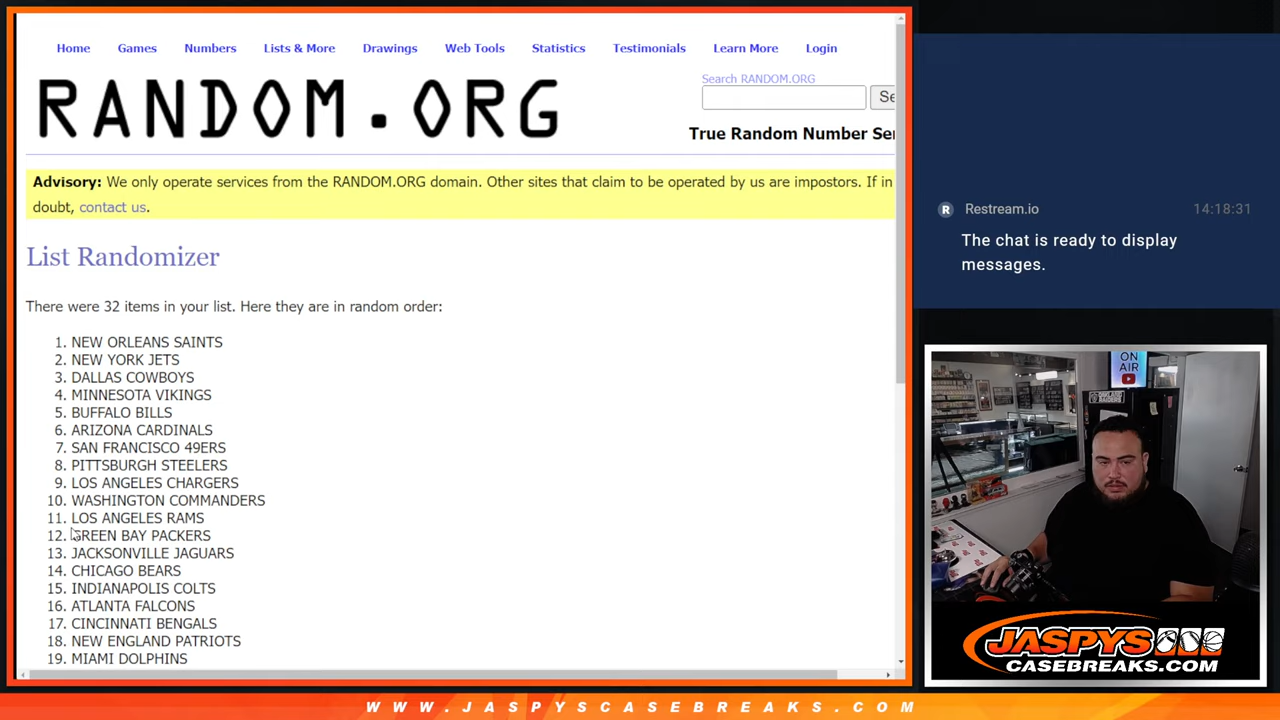 Home Games Numbers Lists & More Drawings Web Tools Statistics Testimonials Learn More Login
RANDOM.ORG
Search RANDOM.ORG
Se
True Random Number Ser
Advisory: We only operate services from the RANDOM.ORG domain. Other sites that claim to be operated by us are impostors. If in
doubt, contact us.
List Randomizer
There were 32 items in your list. Here they are in random order:
1. NEW ORLEANS SAINTS
2. NEW YORK JETS
3. DALLAS COWBOYS
4. MINNESOTA VIKINGS
5. BUFFALO BILLS
6. ARIZONA CARDINALS
7. SAN FRANCISCO 49ERS
8. PITTSBURGH STEELERS
9. LOS ANGELES CHARGERS
10. WASHINGTON COMMANDERS
11. LOS ANGELES RAMS
12. GREEN BAY PACKERS
13. JACKSONVILLE JAGUARS
14. CHICAGO BEARS
15. INDIANAPOLIS COLTS
16. ATLANTA FALCONS
17. CINCINNATI BENGALS
18. NEW ENGLAND PATRIOTS
19. MIAMI DOLPHINS
R Restream.io 14:18:31
The chat is ready to display
messages.
ON
AIR
JASPYS
CASEBREAKS.COM
WWW.JASPYSCASEBREAKS.COM